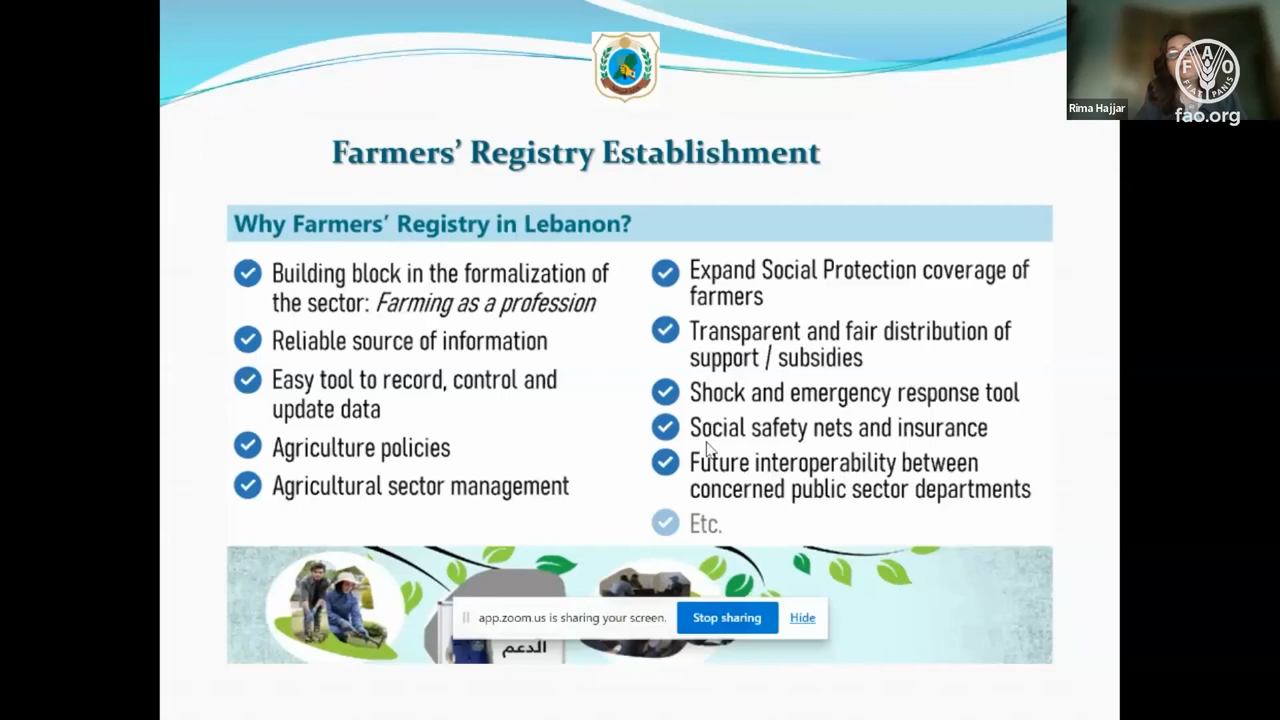 Farmers' Registry Establishment
Why Farmers' Registry in Lebanon?
Building block in the formalization of
the sector: Farming as a profession
Reliable source of information
Easy tool to record, control and
update data
Agriculture policies
Agricultural sector management
Expand Social Protection coverage of
farmers
Transparent and fair distribution of
support / subsidies
Shock and emergency response tool
Social safety nets and insurance
Future interoperability between
concerned public sector departments
Etc.
app.zoom.us is sharing your screen.
Stop sharing
Hide
الدعم
Rima Hajjar
F A O
FIAT PANIS
fao.org